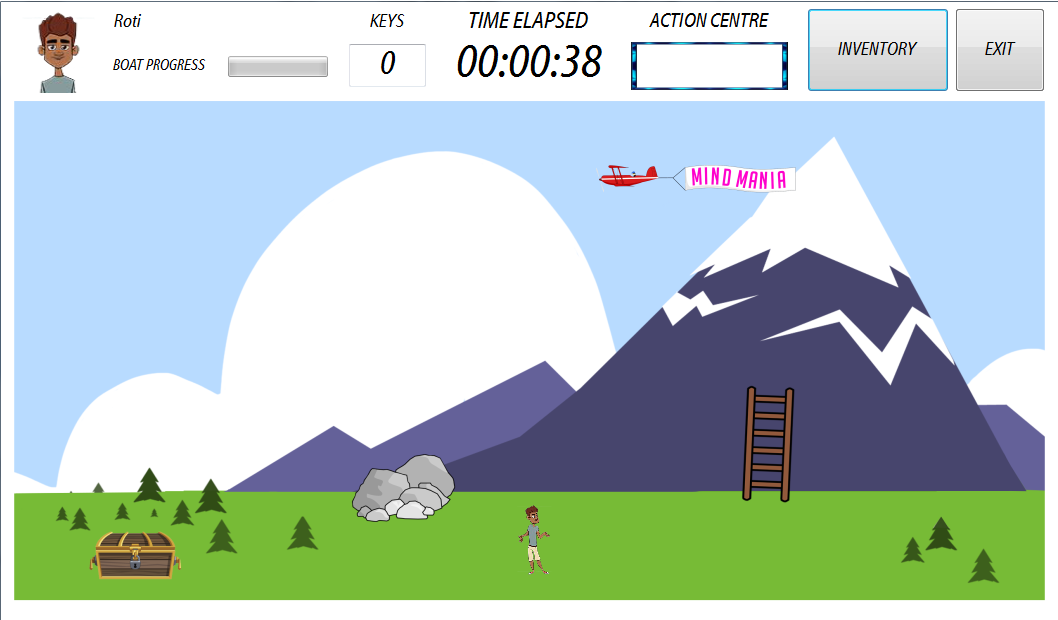 Roti
BOAT PROGRESS
KEYS
0
TIME ELAPSED
00:00:38
ACTION CENTRE
INVENTORY
EXIT
MIND MANIA